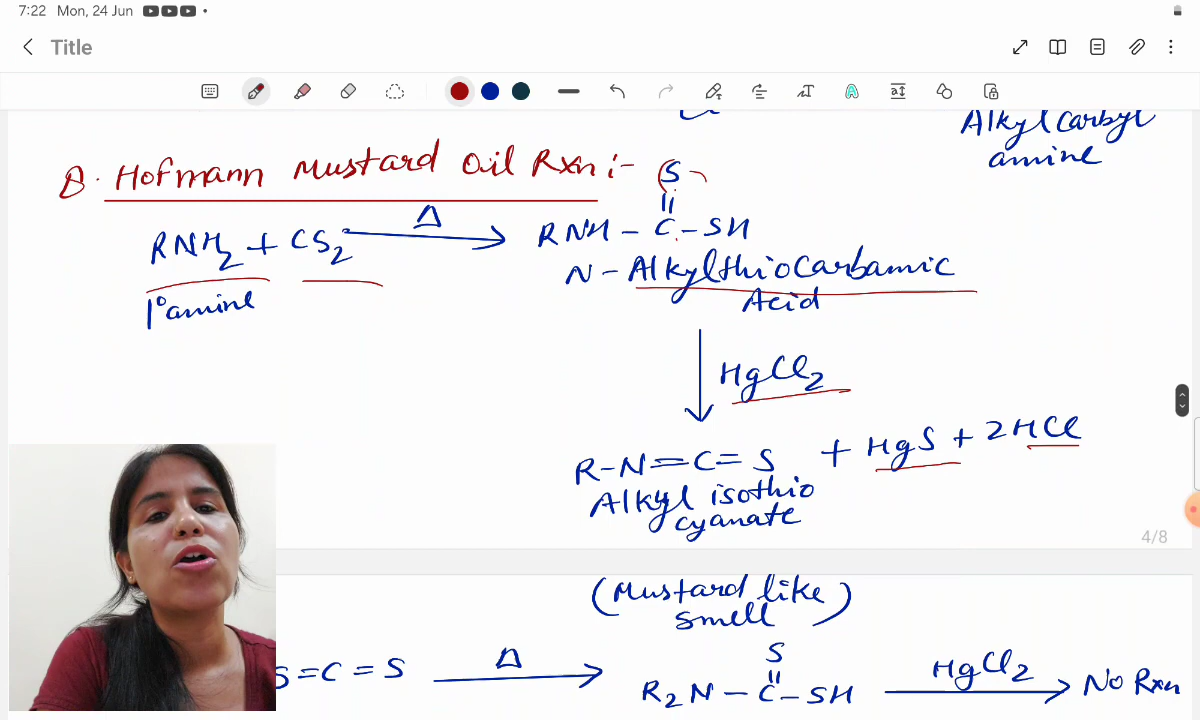 7:22 Mon, 24 Jun
Title
Alkyl Carbyl
amine
B. Hofmann Mustard Oil Rxn :-
S
||
RNH2 + CS2 Δ → RNH - C - SH
1° amine
N - Alkylthiocarbamic
Acid
HgCl2
R-N=C=S + HgS + 2HCl
Alkyl isothio
cyanate
4/8
(Mustard like)
smell
S
||
S=C=S Δ → R2N - C - SH HgCl2 → No Rxn